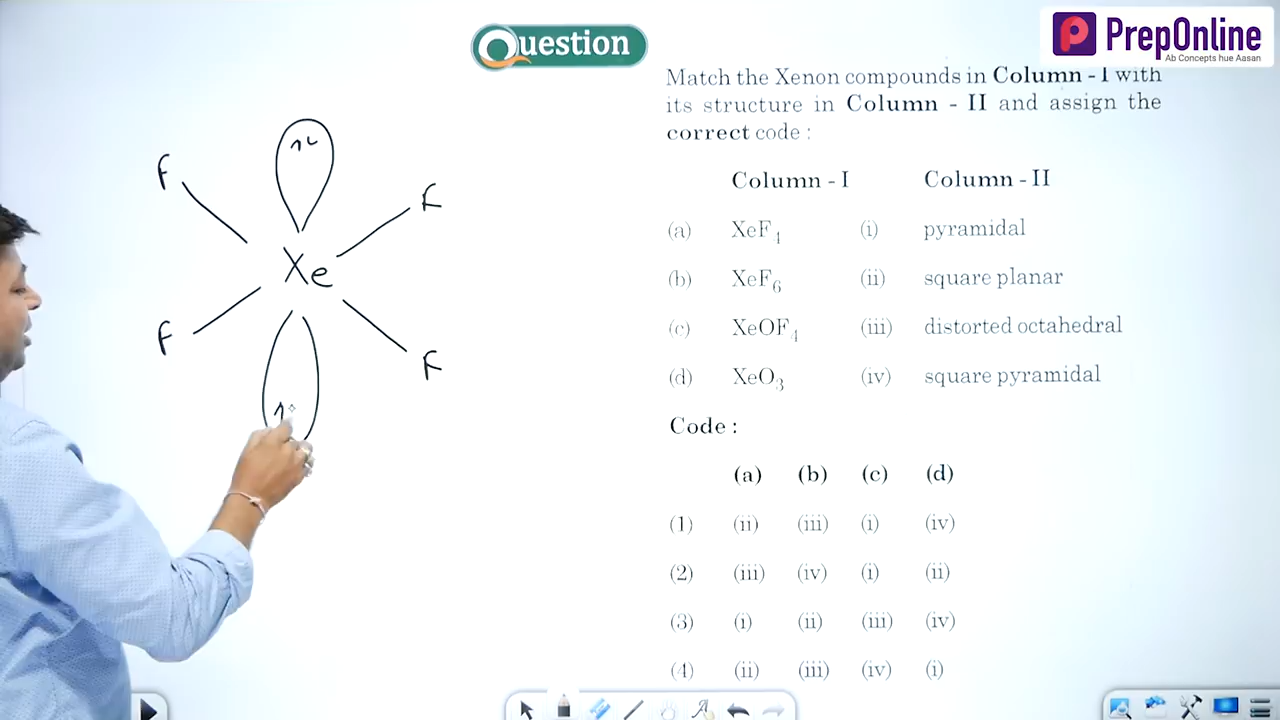 Question
PrepOnline
Ab Concepts hue Aasan
Match the Xenon compounds in Column - I with
its structure in Column - II and assign the
correct code :
Column - I Column - II
(a) XeF4 (i) pyramidal
(b) XeF6 (ii) square planar
(c) XeOF4 (iii) distorted octahedral
(d) XeO3 (iv) square pyramidal
Code :
(a) (b) (c) (d)
(1) (ii) (iii) (i) (iv)
(2) (iii) (iv) (i) (ii)
(3) (i) (ii) (iii) (iv)
(4) (ii) (iii) (iv) (i)
F F
Xe
F F